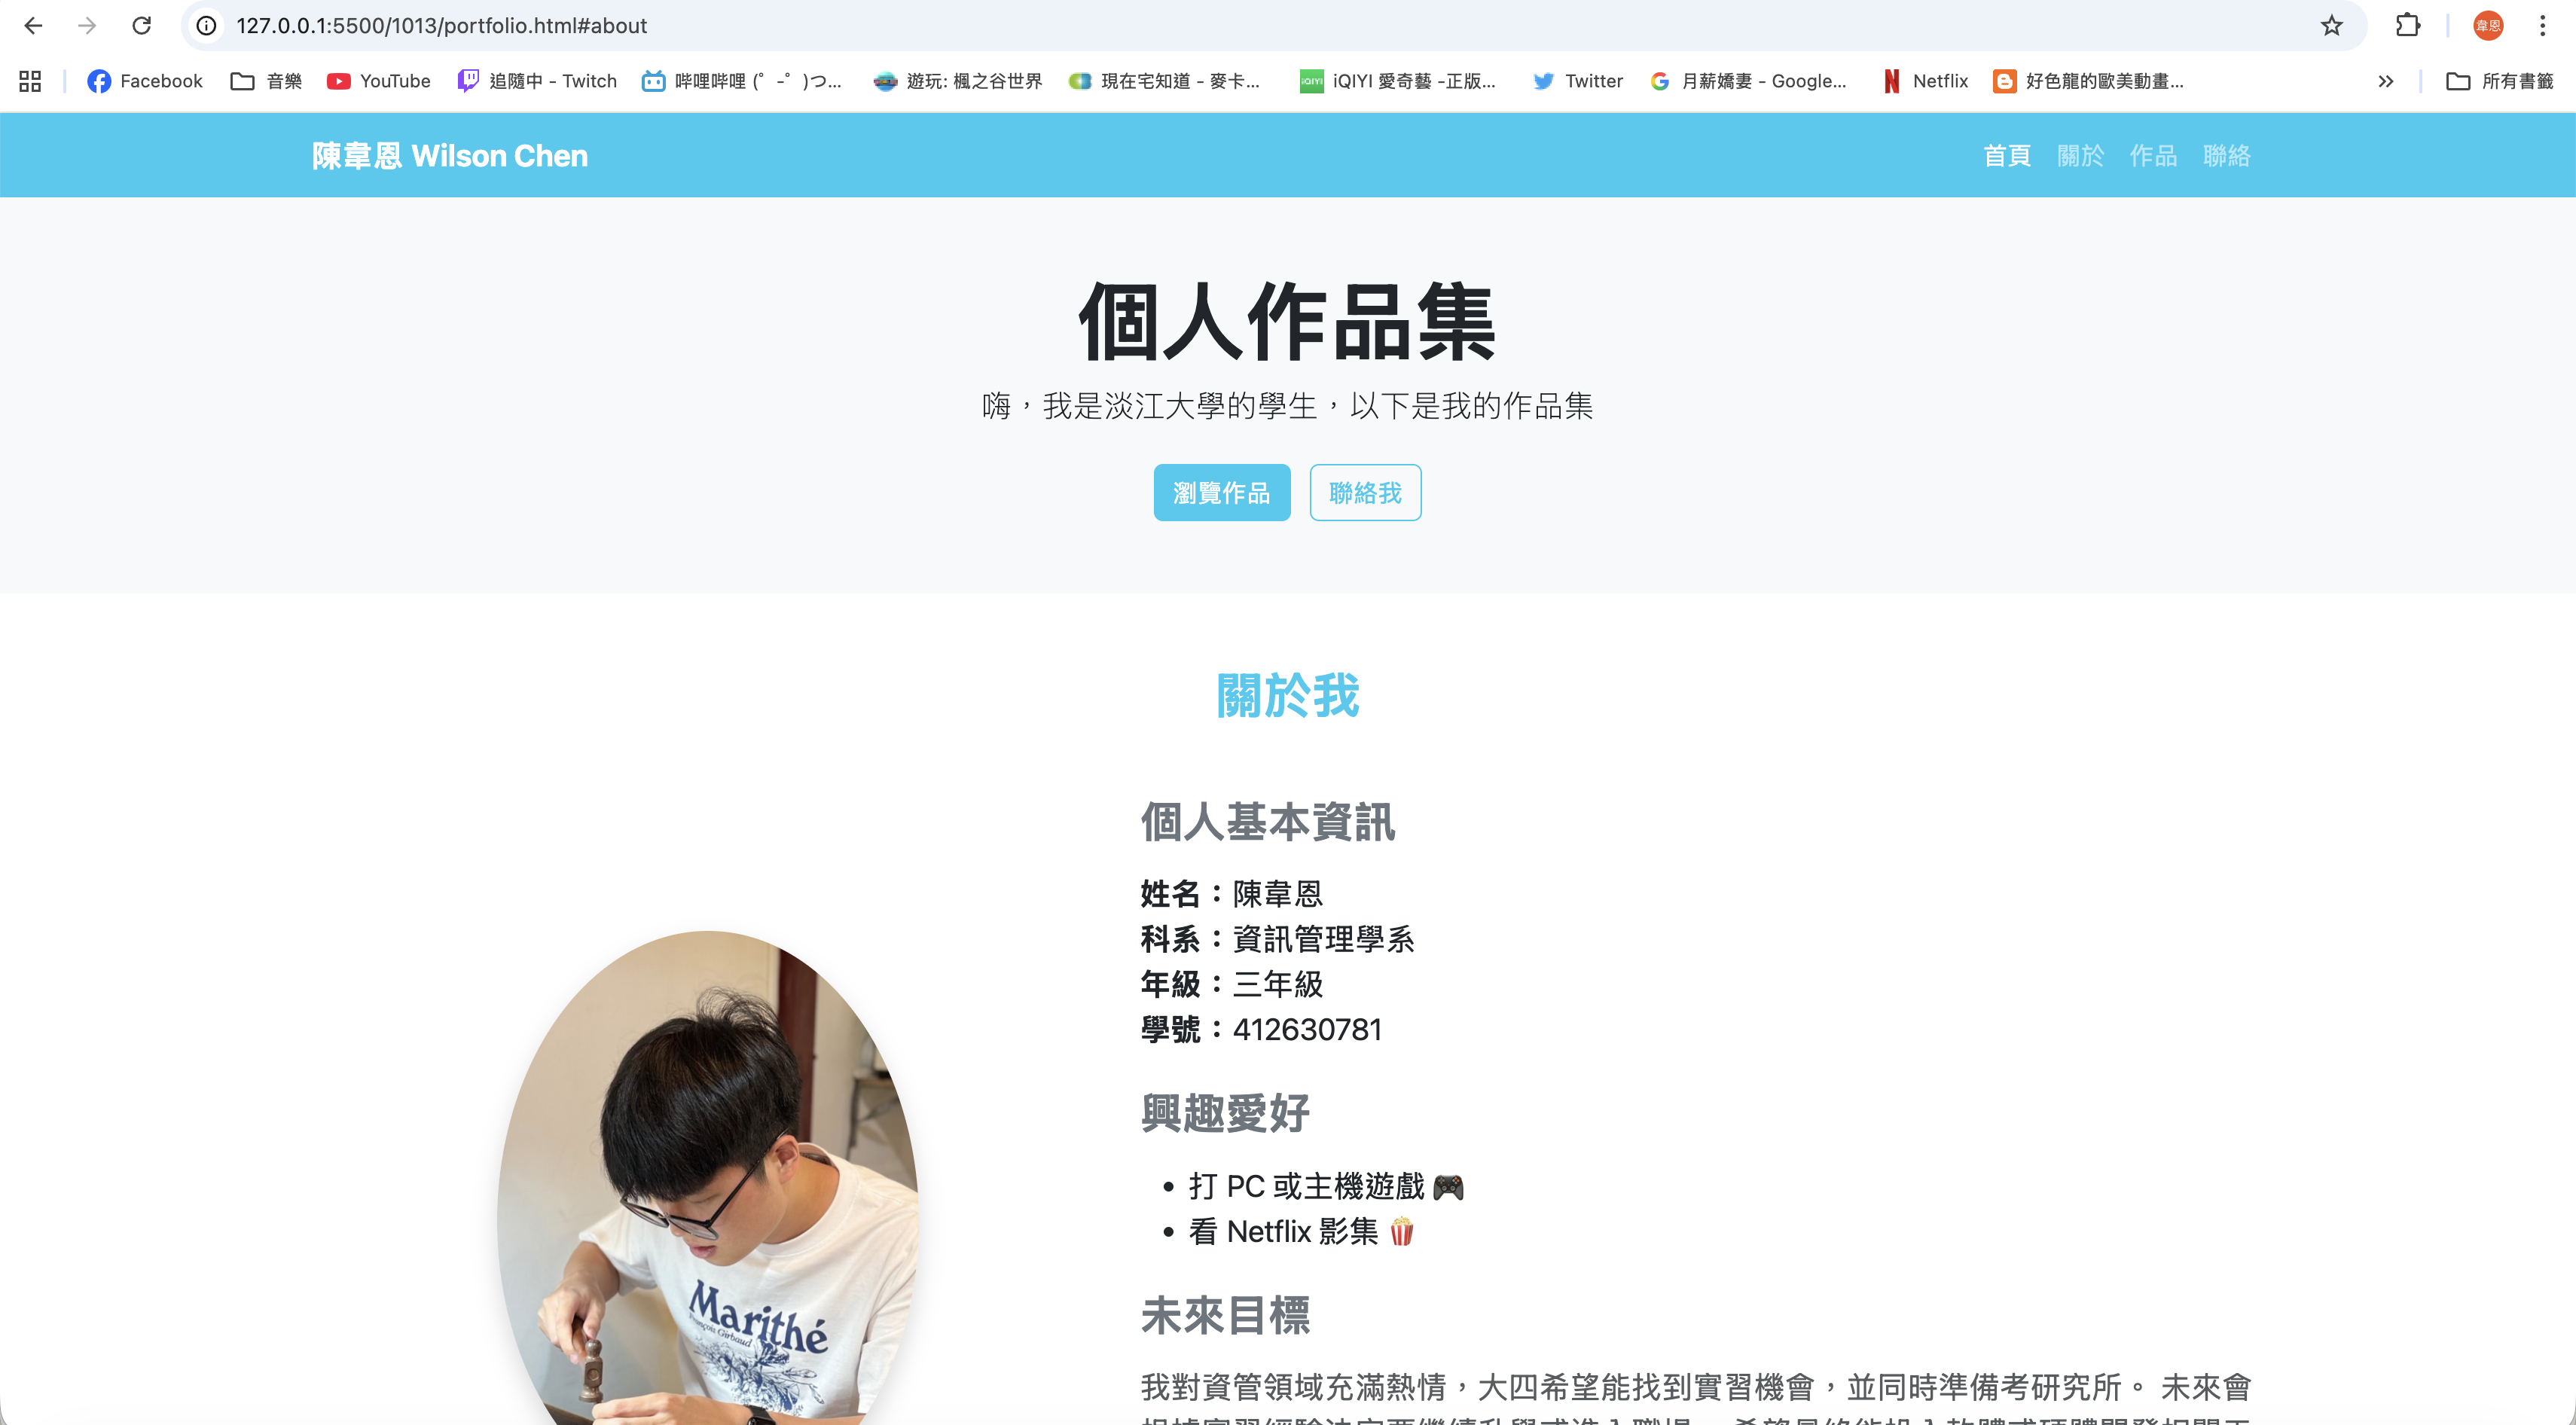 127.0.0.1:5500/1013/portfolio.html#about
韋恩
Facebook
音樂
YouTube
追隨中 - Twitch
哔哩哔哩 (゜-゜)つ...
遊玩: 楓之谷世界
現在宅知道 - 麥卡...
iQIYI
iQIYI 愛奇藝 -正版...
Twitter
月薪嬌妻 - Google...
Netflix
好色龍的歐美動畫...
所有書籤
陳韋恩 Wilson Chen
首頁 關於 作品 聯絡
個人作品集
嗨，我是淡江大學的學生，以下是我的作品集
瀏覽作品
聯絡我
關於我
個人基本資訊
姓名：陳韋恩
科系：資訊管理學系
年級：三年級
學號：412630781
興趣愛好
• 打 PC 或主機遊戲 🎮
• 看 Netflix 影集 🍿
未來目標
我對資管領域充滿熱情，大四希望能找到實習機會，並同時準備考研究所。 未來會
Marithé
François Girbaud